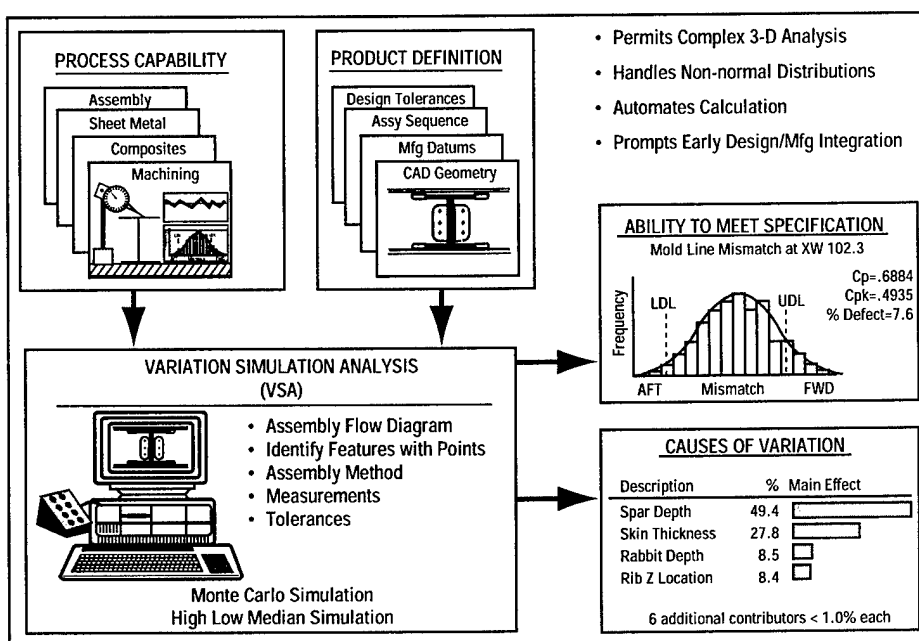 PROCESS CAPABILITY
Assembly
Sheet Metal
Composites
Machining
PRODUCT DEFINITION
Design Tolerances
Assy Sequence
Mfg Datums
CAD Geometry
• Permits Complex 3-D Analysis
• Handles Non-normal Distributions
• Automates Calculation
• Prompts Early Design/Mfg Integration
VARIATION SIMULATION ANALYSIS
(VSA)
• Assembly Flow Diagram
• Identify Features with Points
• Assembly Method
• Measurements
• Tolerances
Monte Carlo Simulation
High Low Median Simulation
ABILITY TO MEET SPECIFICATION
Mold Line Mismatch at XW 102.3
Cp=.6884
Cpk=.4935
% Defect=7.6
LDL
UDL
Frequency
AFT Mismatch FWD
CAUSES OF VARIATION
Description % Main Effect
Spar Depth 49.4
Skin Thickness 27.8
Rabbit Depth 8.5
Rib Z Location 8.4
6 additional contributors < 1.0% each